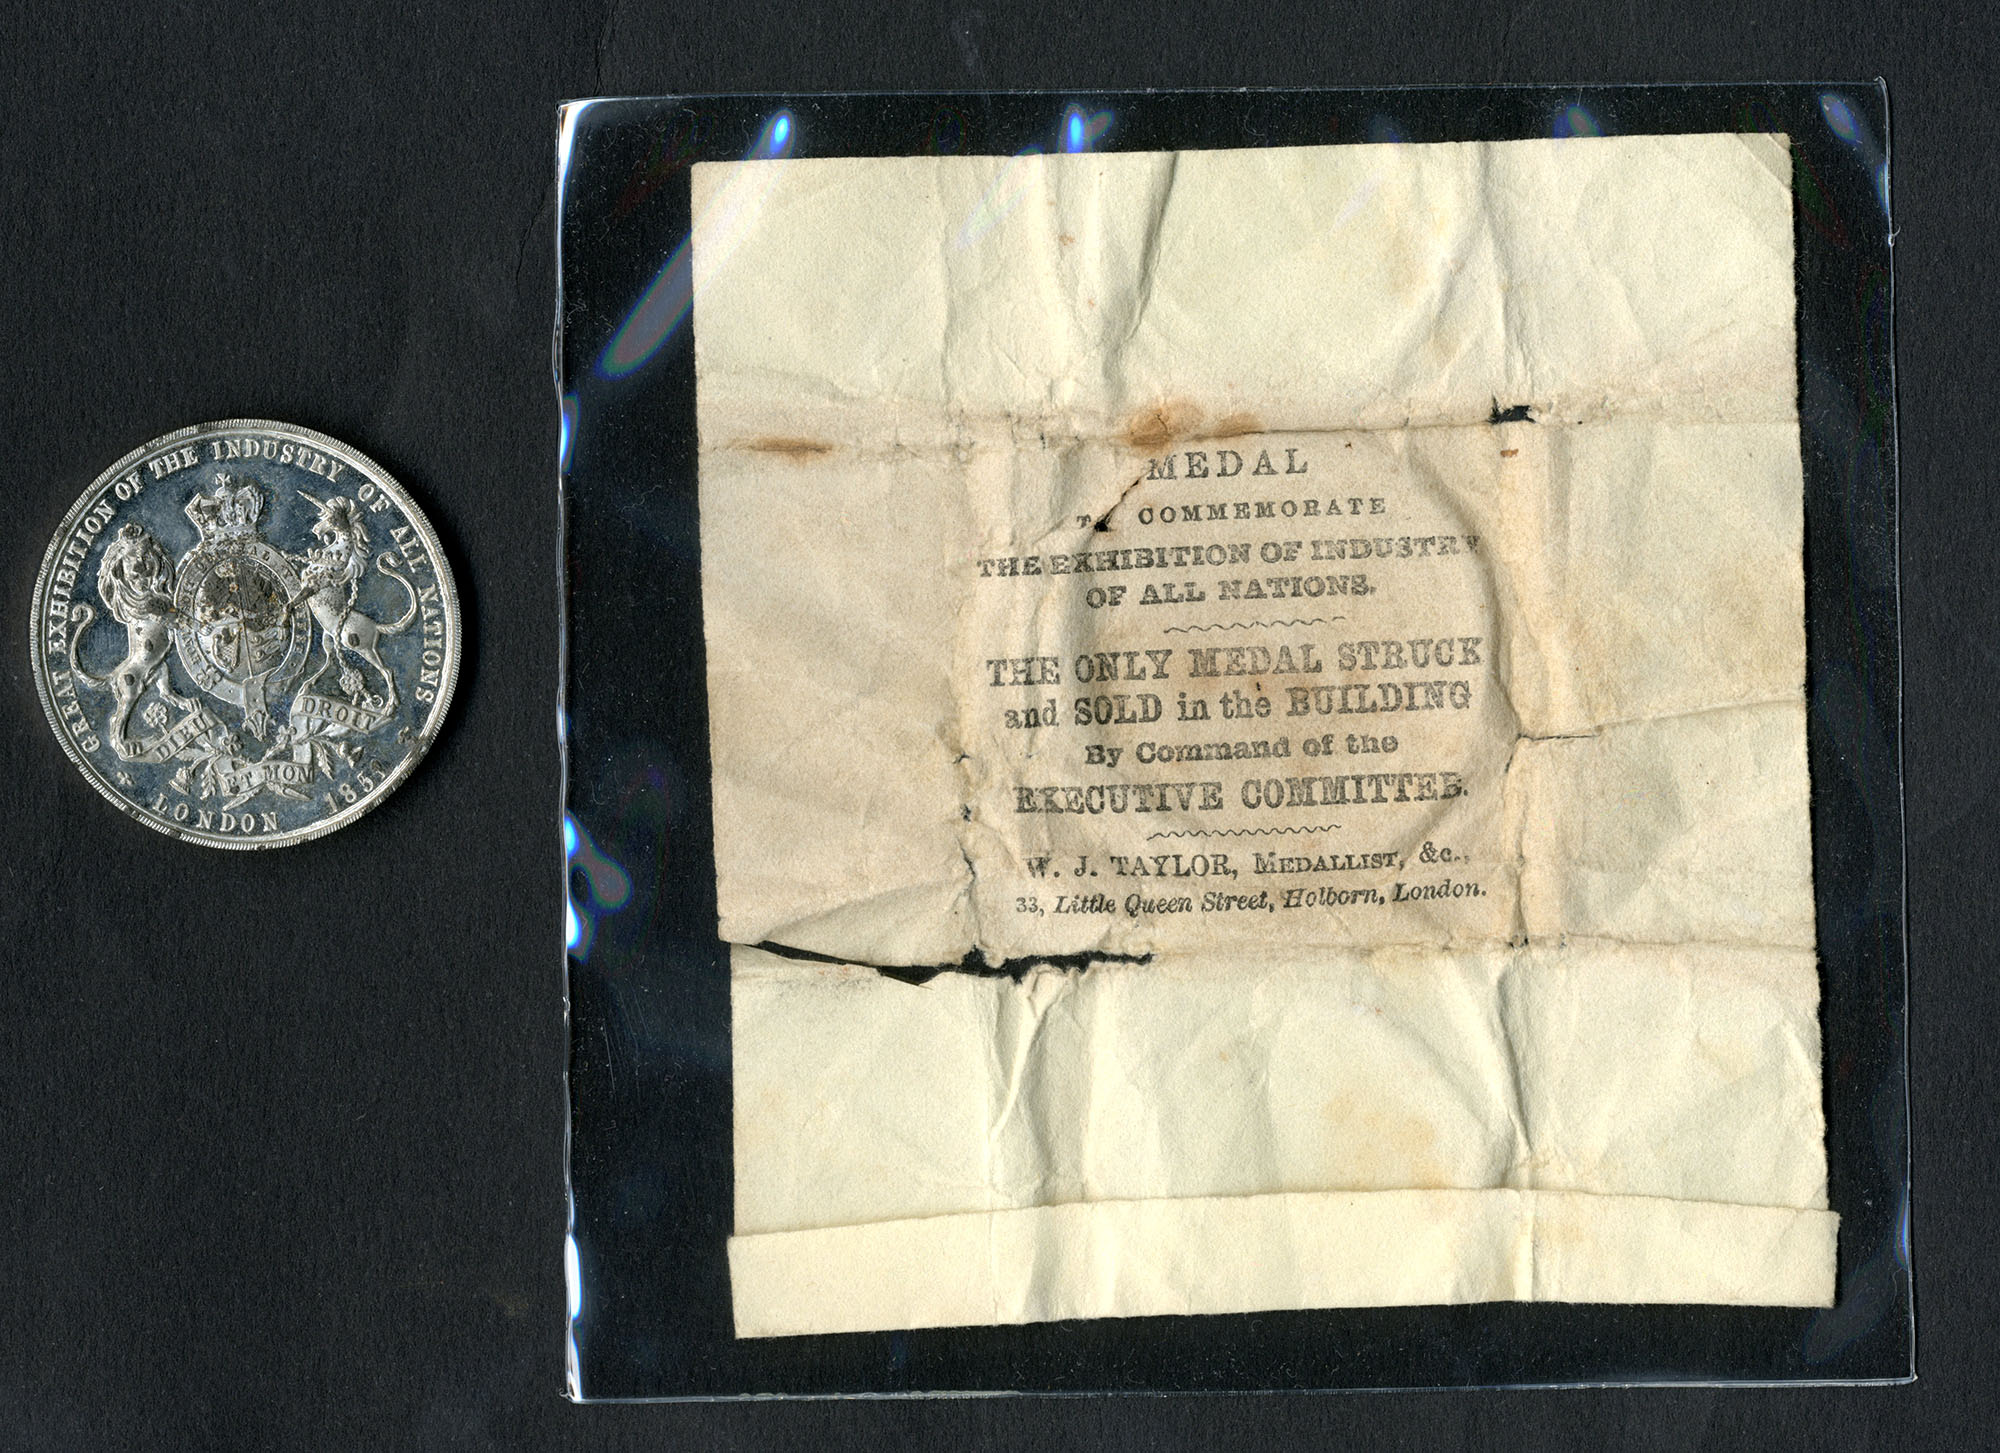 GREAT EXHIBITION OF THE INDUSTRY OF ALL NATIONS
DIEU
ET MON
DROIT
LONDON 1851
MEDAL
TO COMMEMORATE
THE EXHIBITION OF INDUSTRY
OF ALL NATIONS.
THE ONLY MEDAL STRUCK
and SOLD in the BUILDING
By Command of the
EXECUTIVE COMMITTEE.
W. J. TAYLOR, MEDALLIST, &c.,
33, Little Queen Street, Holborn, London.